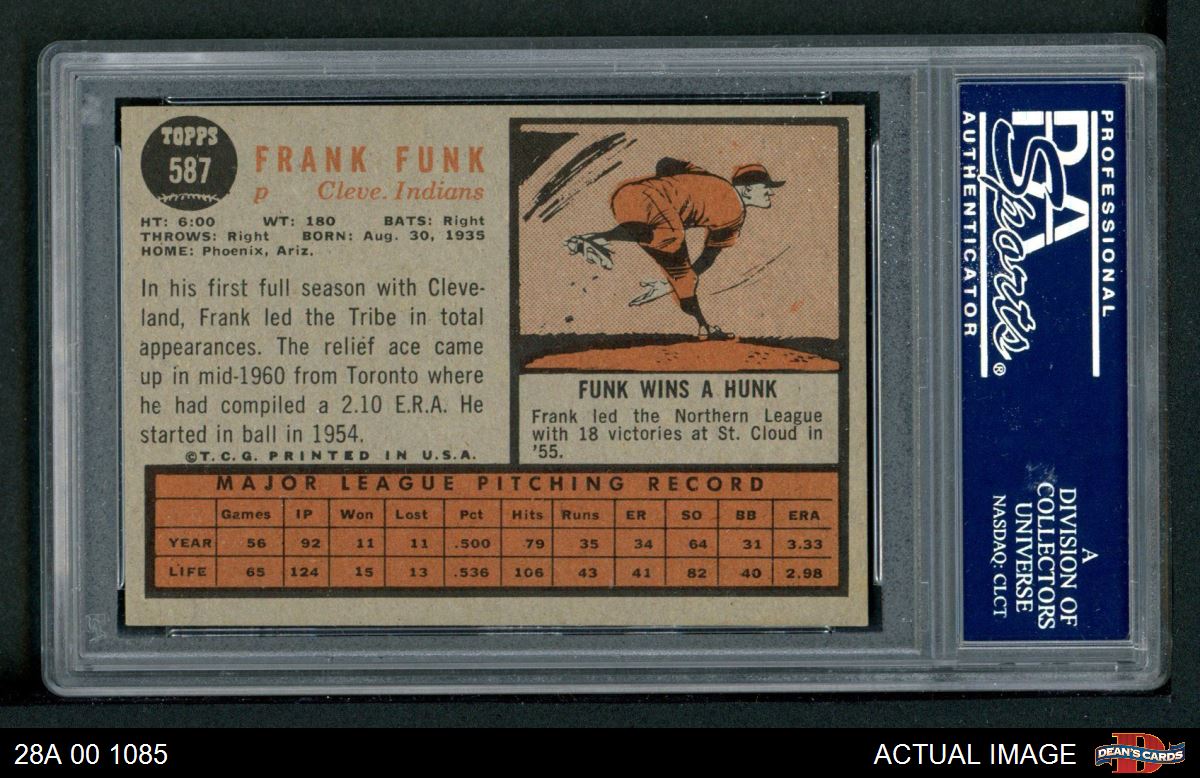 TOPPS
587
FRANK FUNK
p Cleve. Indians
HT: 6:00 WT: 180 BATS: Right
THROWS: Right BORN: Aug. 30, 1935
HOME: Phoenix, Ariz.
In his first full season with Cleve-
land, Frank led the Tribe in total
appearances. The relief ace came
up in mid-1960 from Toronto where
he had compiled a 2.10 E.R.A. He
started in ball in 1954.
©T.C.G. PRINTED IN U.S.A.
FUNK WINS A HUNK
Frank led the Northern League
with 18 victories at St. Cloud in
'55.
MAJOR LEAGUE PITCHING RECORD
Games IP Won Lost Pct Hits Runs ER SO BB ERA
YEAR 56 92 11 11 .500 79 35 34 64 31 3.33
LIFE 65 124 15 13 .536 106 43 41 82 40 2.98
PROFESSIONAL
PSA
Sports®
AUTHENTICATOR
A
DIVISION OF
COLLECTORS
UNIVERSE
NASDAQ: CLCT
28A 00 1085
ACTUAL IMAGE
D
DEAN'S CARDS